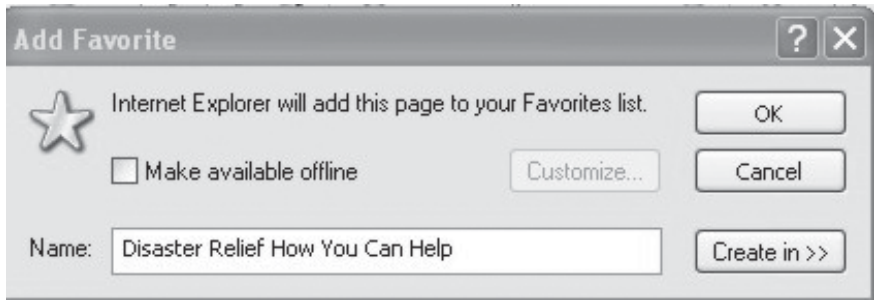 Add Favorite
Internet Explorer will add this page to your Favorites list.
OK
Make available offline
Customize...
Cancel
Name:
Disaster Relief How You Can Help
Create in >>